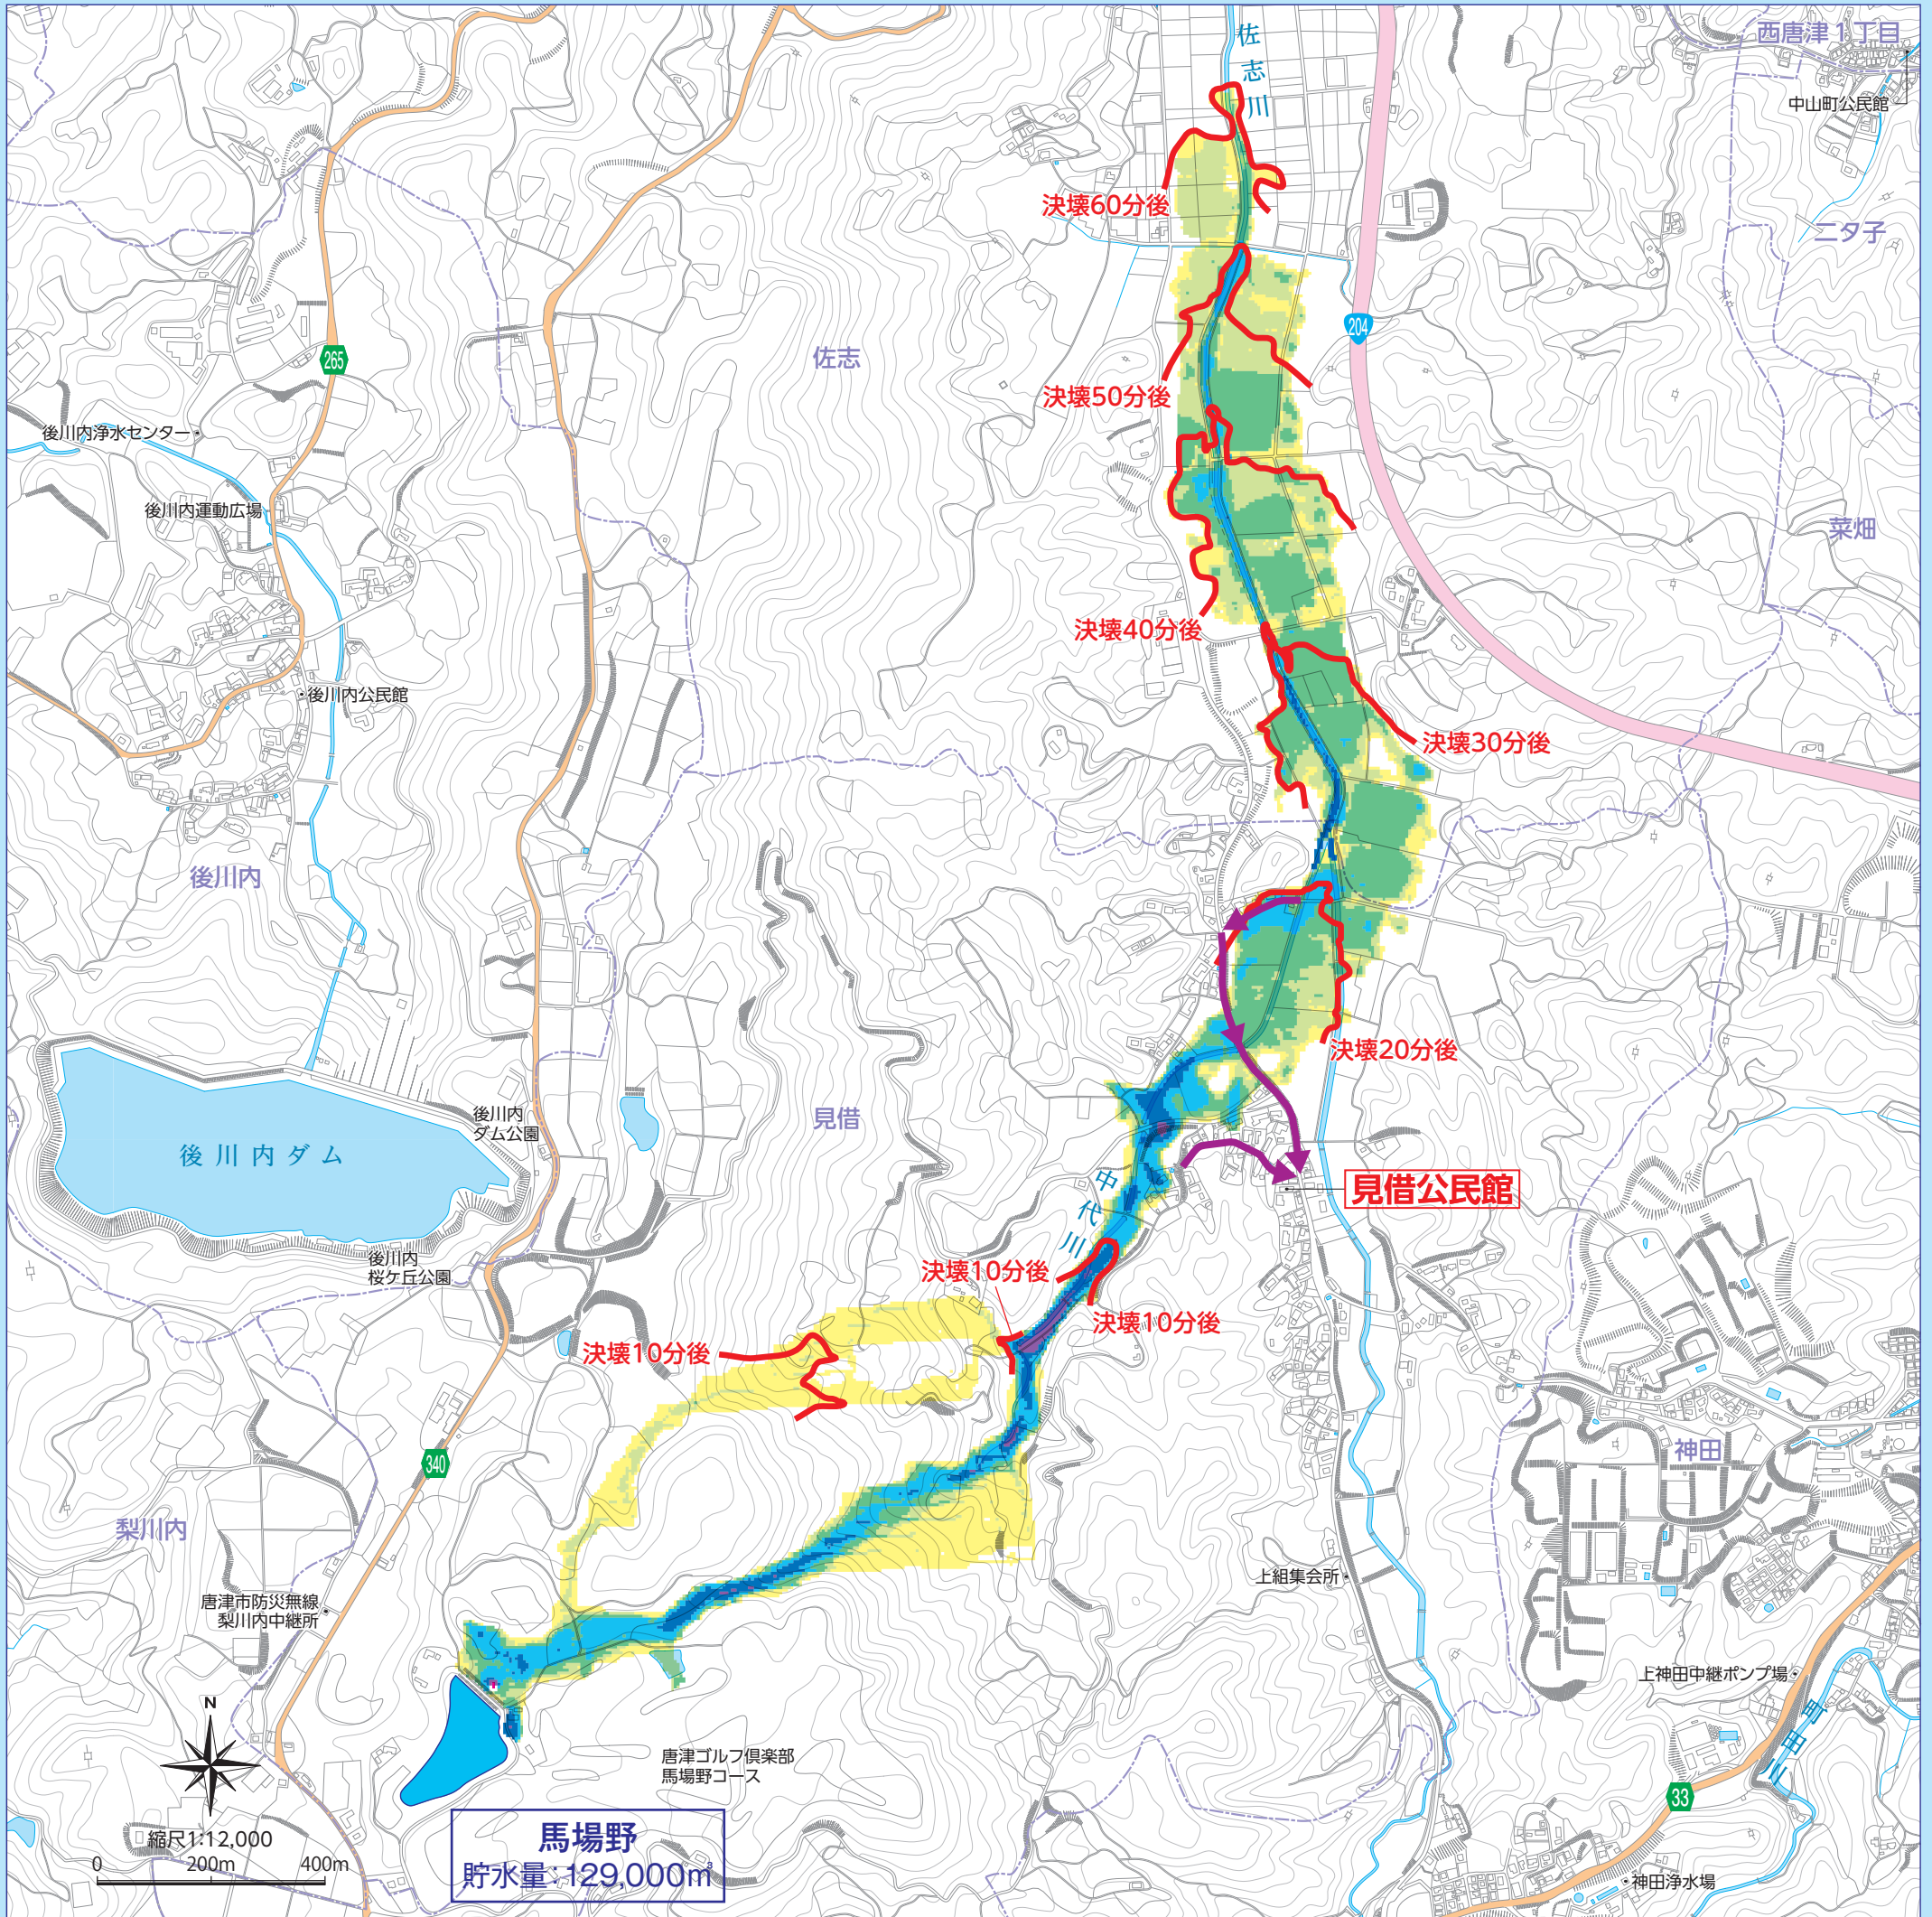 佐志川
西唐津1丁目
中山町公民館
決壊60分後
二タ子
204
265
佐志
決壊50分後
後川内浄水センター
後川内運動広場
菜畑
決壊40分後
後川内公民館
決壊30分後
後川内
決壊20分後
後川内
ダム公園
見借
後川内ダム
中代川
見借公民館
後川内
桜ケ丘公園
決壊10分後
決壊10分後
決壊10分後
340
神田
梨川内
上組集会所
唐津市防災無線
梨川内中継所
上神田中継ポンプ場
町田川
N
唐津ゴルフ倶楽部
馬場野コース
33
縮尺1:12,000
0 200m 400m
馬場野
貯水量：129,000㎥
神田浄水場